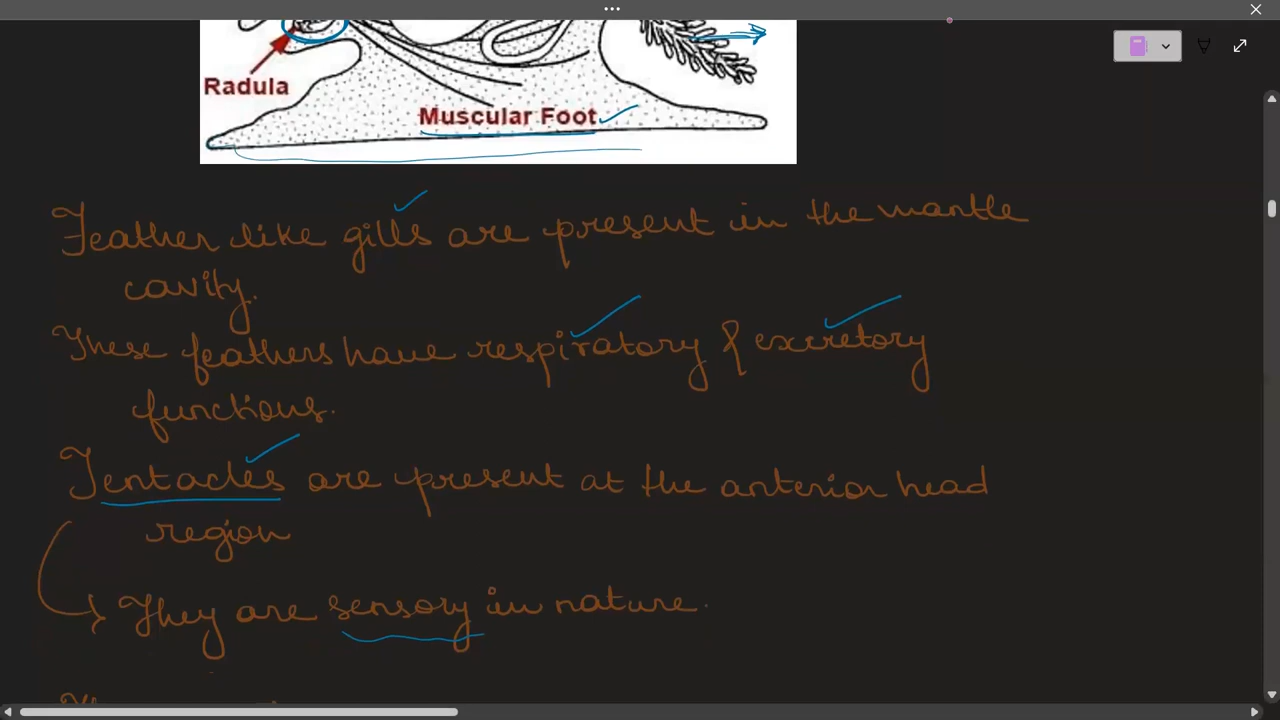 Radula
Muscular Foot
Feather like gills are present in the mantle
cavity.
These feathers have respiratory & excretory
functions.
Tentacles are present at the anterior head
region
They are sensory in nature.